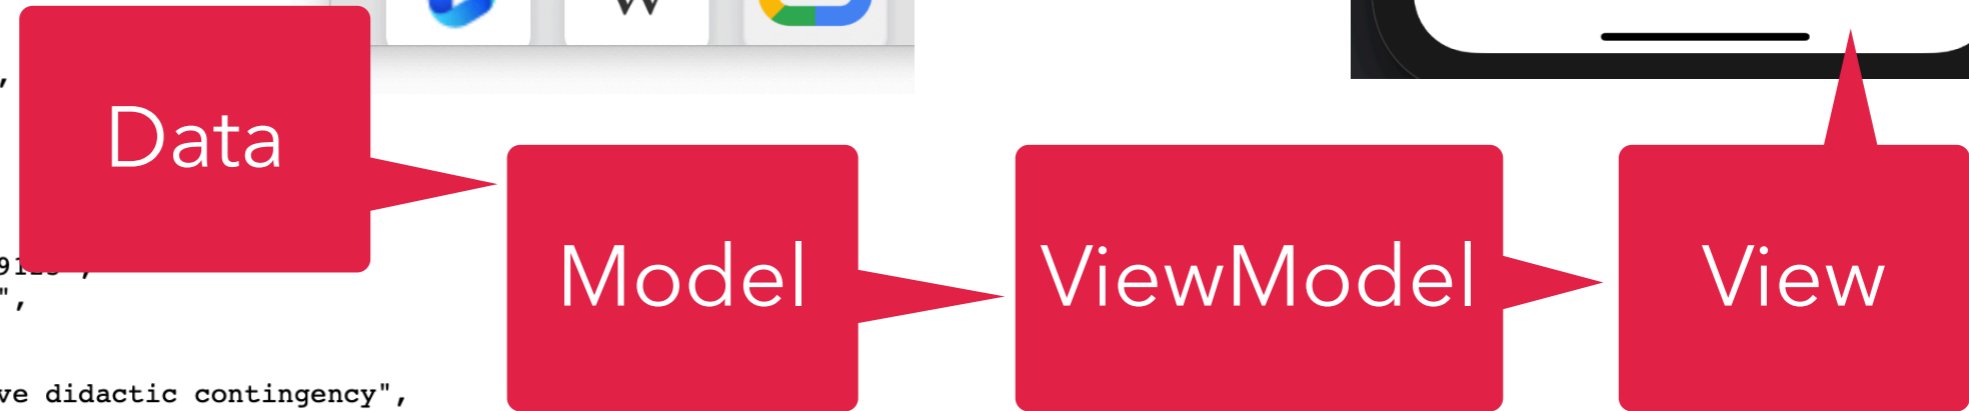 Data
Model
ViewModel
View
",
ve didactic contingency",